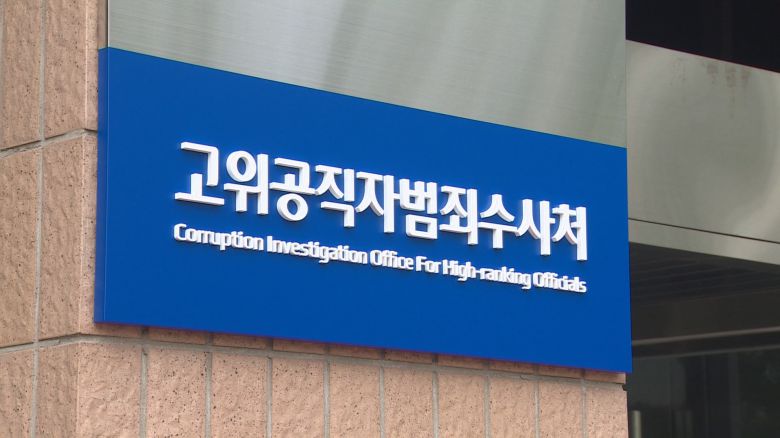 고위공직자범죄수사처
Corruption Investigation Office For High-ranking Officials